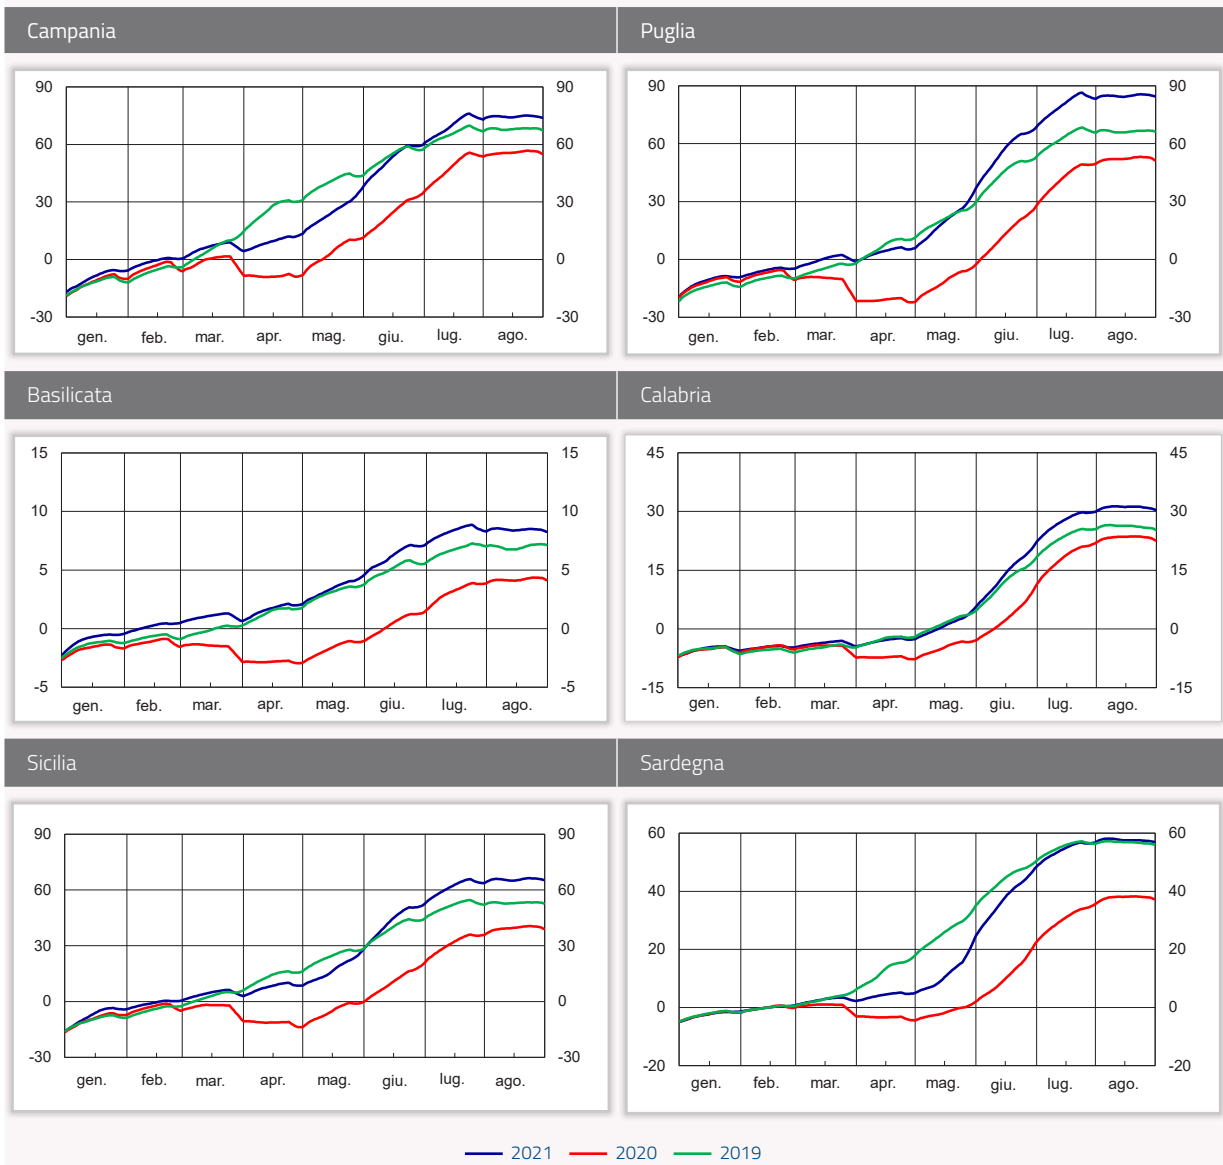 Campania Puglia
90 90 90 90
60 60 60 60
30 30 30 30
0 0 0 0
-30 -30 -30 -30
gen. feb. mar. apr. mag. giu. lug. ago. gen. feb. mar. apr. mag. giu. lug. ago.
Basilicata Calabria
15 15 45 45
10 10 30 30
5 5 15 15
0 0 0 0
-5 -5 -15 -15
gen. feb. mar. apr. mag. giu. lug. ago. gen. feb. mar. apr. mag. giu. lug. ago.
Sicilia Sardegna
90 90 60 60
60 60 40 40
30 30 20 20
0 0 0 0
-30 -30 -20 -20
gen. feb. mar. apr. mag. giu. lug. ago. gen. feb. mar. apr. mag. giu. lug. ago.
2021 2020 2019